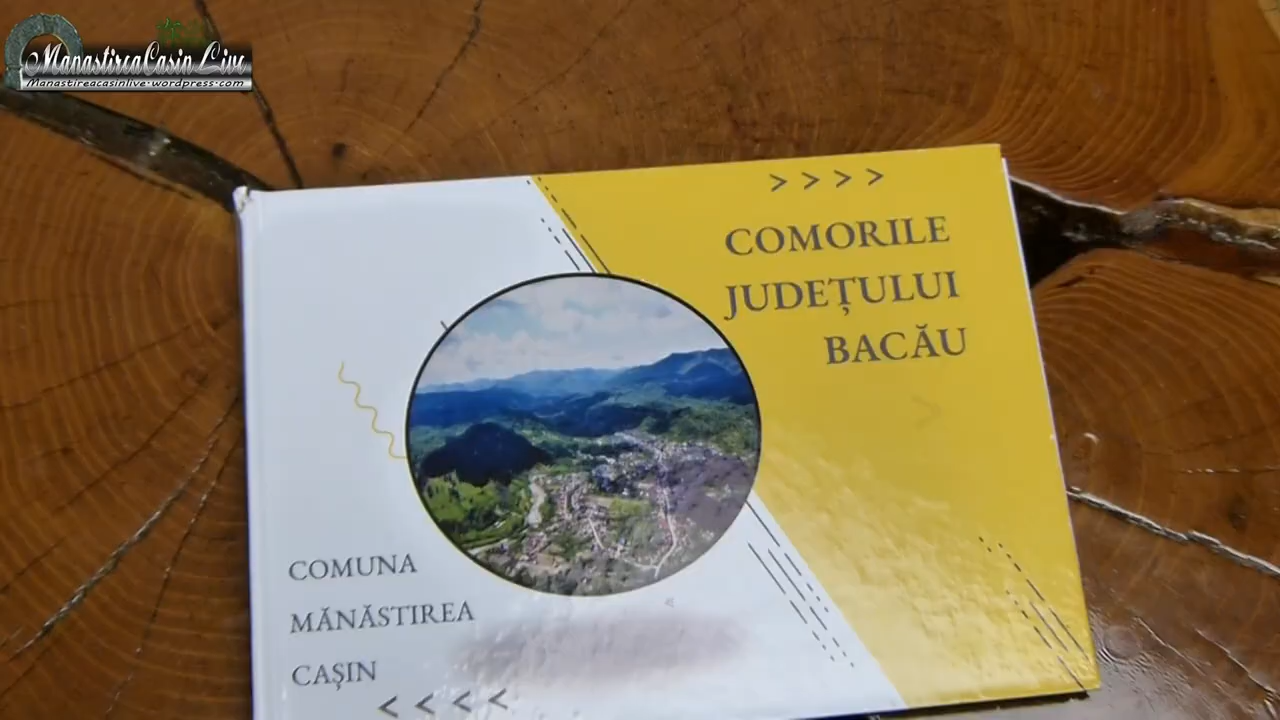 ManastireaCasin Live
Manastireacasinlive.wordpress.com
> > > >
COMORILE
JUDEȚULUI
BACĂU
COMUNA
MĂNĂSTIREA
CAȘIN
< < < <